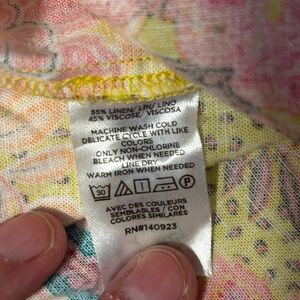 55% LINEN/LIN/LINO
45% VISCOSE/VISCOSA
MACHINE WASH COLD
DELICATE CYCLE WITH LIKE
COLORS
ONLY NON-CHLORINE
BLEACH WHEN NEEDED
LINE DRY
WARM IRON WHEN NEEDED
30
AVEC DES COULEURS
SEMBLABLES / CON
COLORES SIMILARES
RN#140923